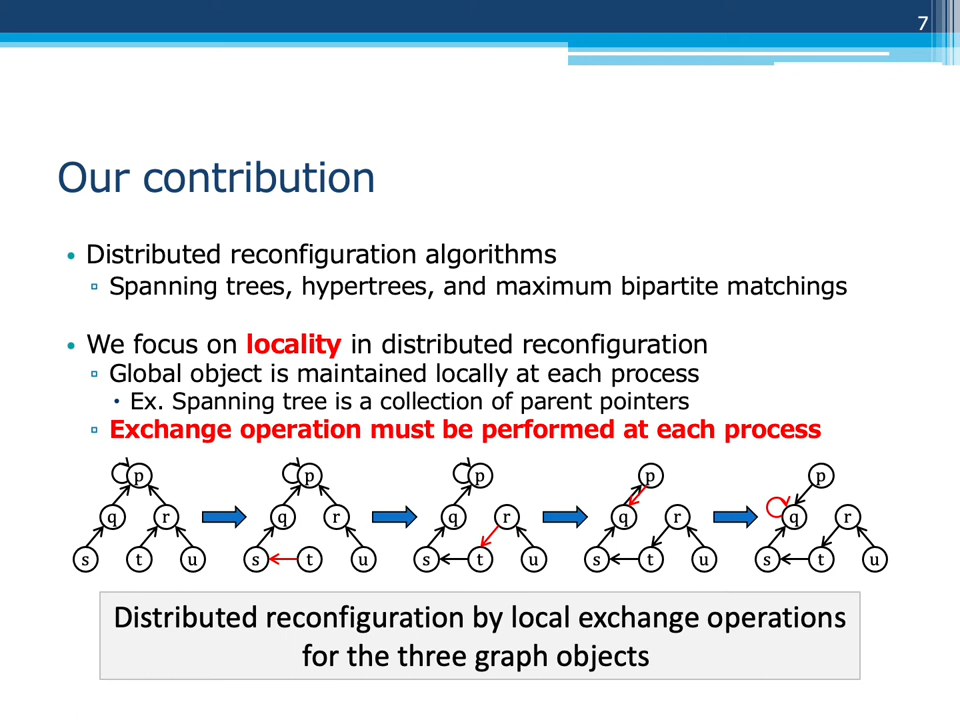 7
Our contribution
• Distributed reconfiguration algorithms
▫ Spanning trees, hypertrees, and maximum bipartite matchings
• We focus on locality in distributed reconfiguration
▫ Global object is maintained locally at each process
• Ex. Spanning tree is a collection of parent pointers
▫ Exchange operation must be performed at each process
p p p p p
q r q r q r q r q r
s t u s t u s t u s t u s t u
Distributed reconfiguration by local exchange operations
for the three graph objects